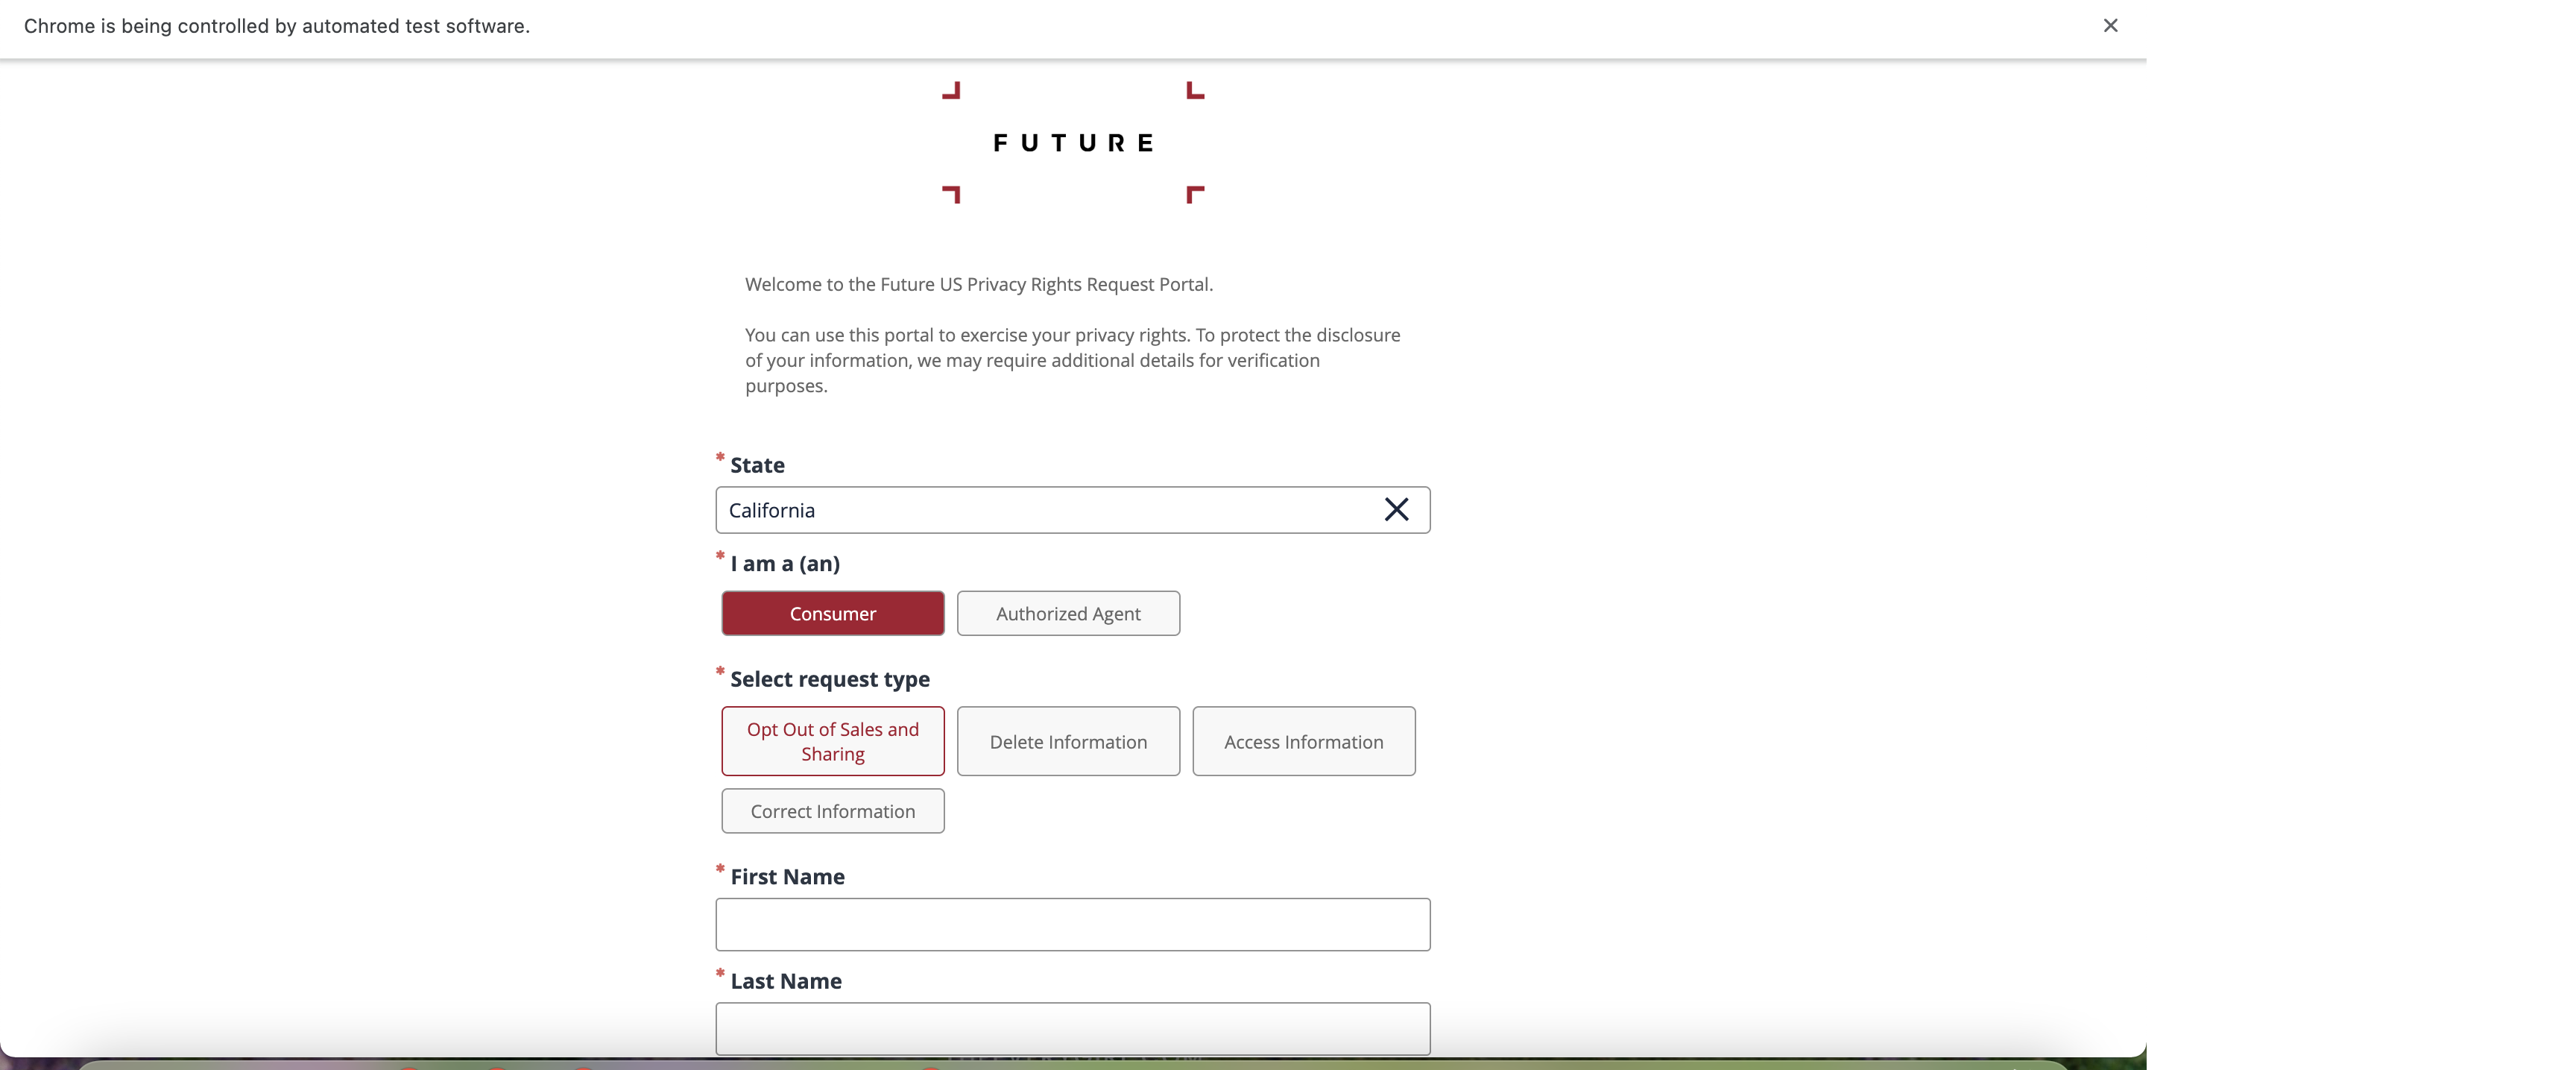 Chrome is being controlled by automated test software.
FUTURE
Welcome to the Future US Privacy Rights Request Portal.
You can use this portal to exercise your privacy rights. To protect the disclosure
of your information, we may require additional details for verification
purposes.
* State
California
* I am a (an)
Consumer
Authorized Agent
* Select request type
Opt Out of Sales and
Sharing
Delete Information
Access Information
Correct Information
* First Name
* Last Name